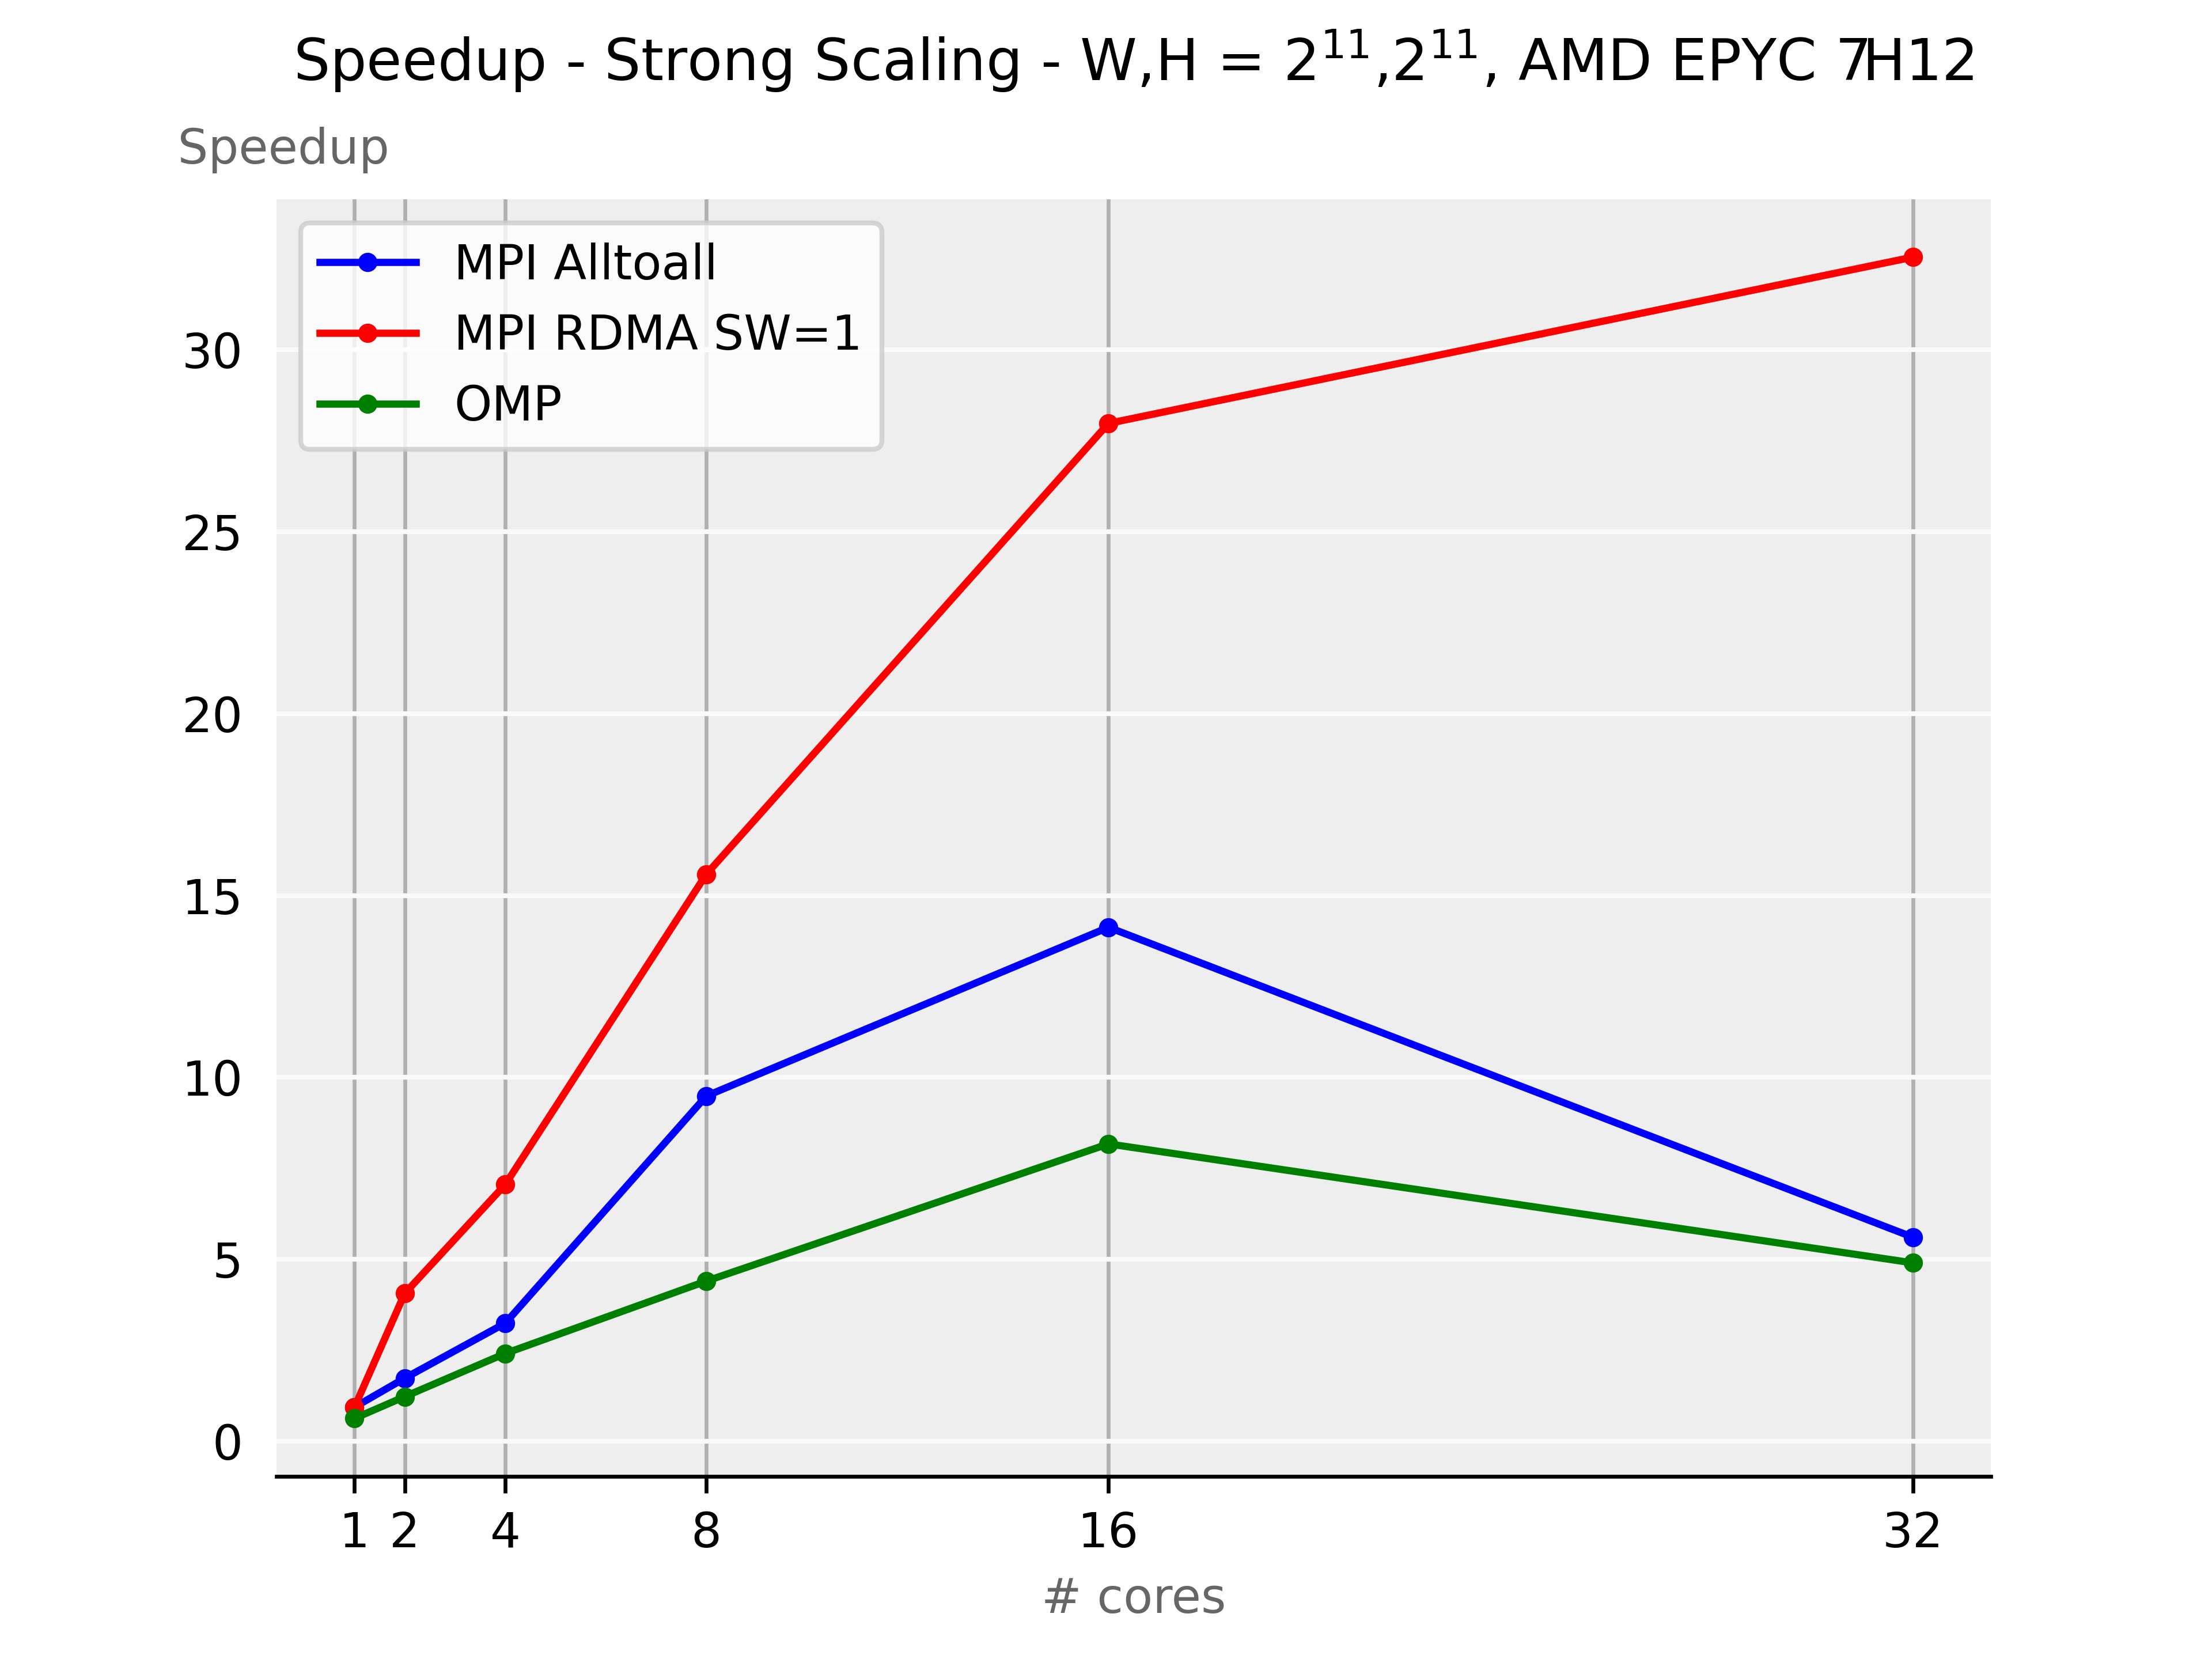 Speedup - Strong Scaling - W,H = 2¹¹,2¹¹, AMD EPYC 7H12
Speedup
MPI Alltoall
MPI RDMA SW=1
OMP
30
25
20
15
10
5
0
1 2 4 8 16 32
# cores